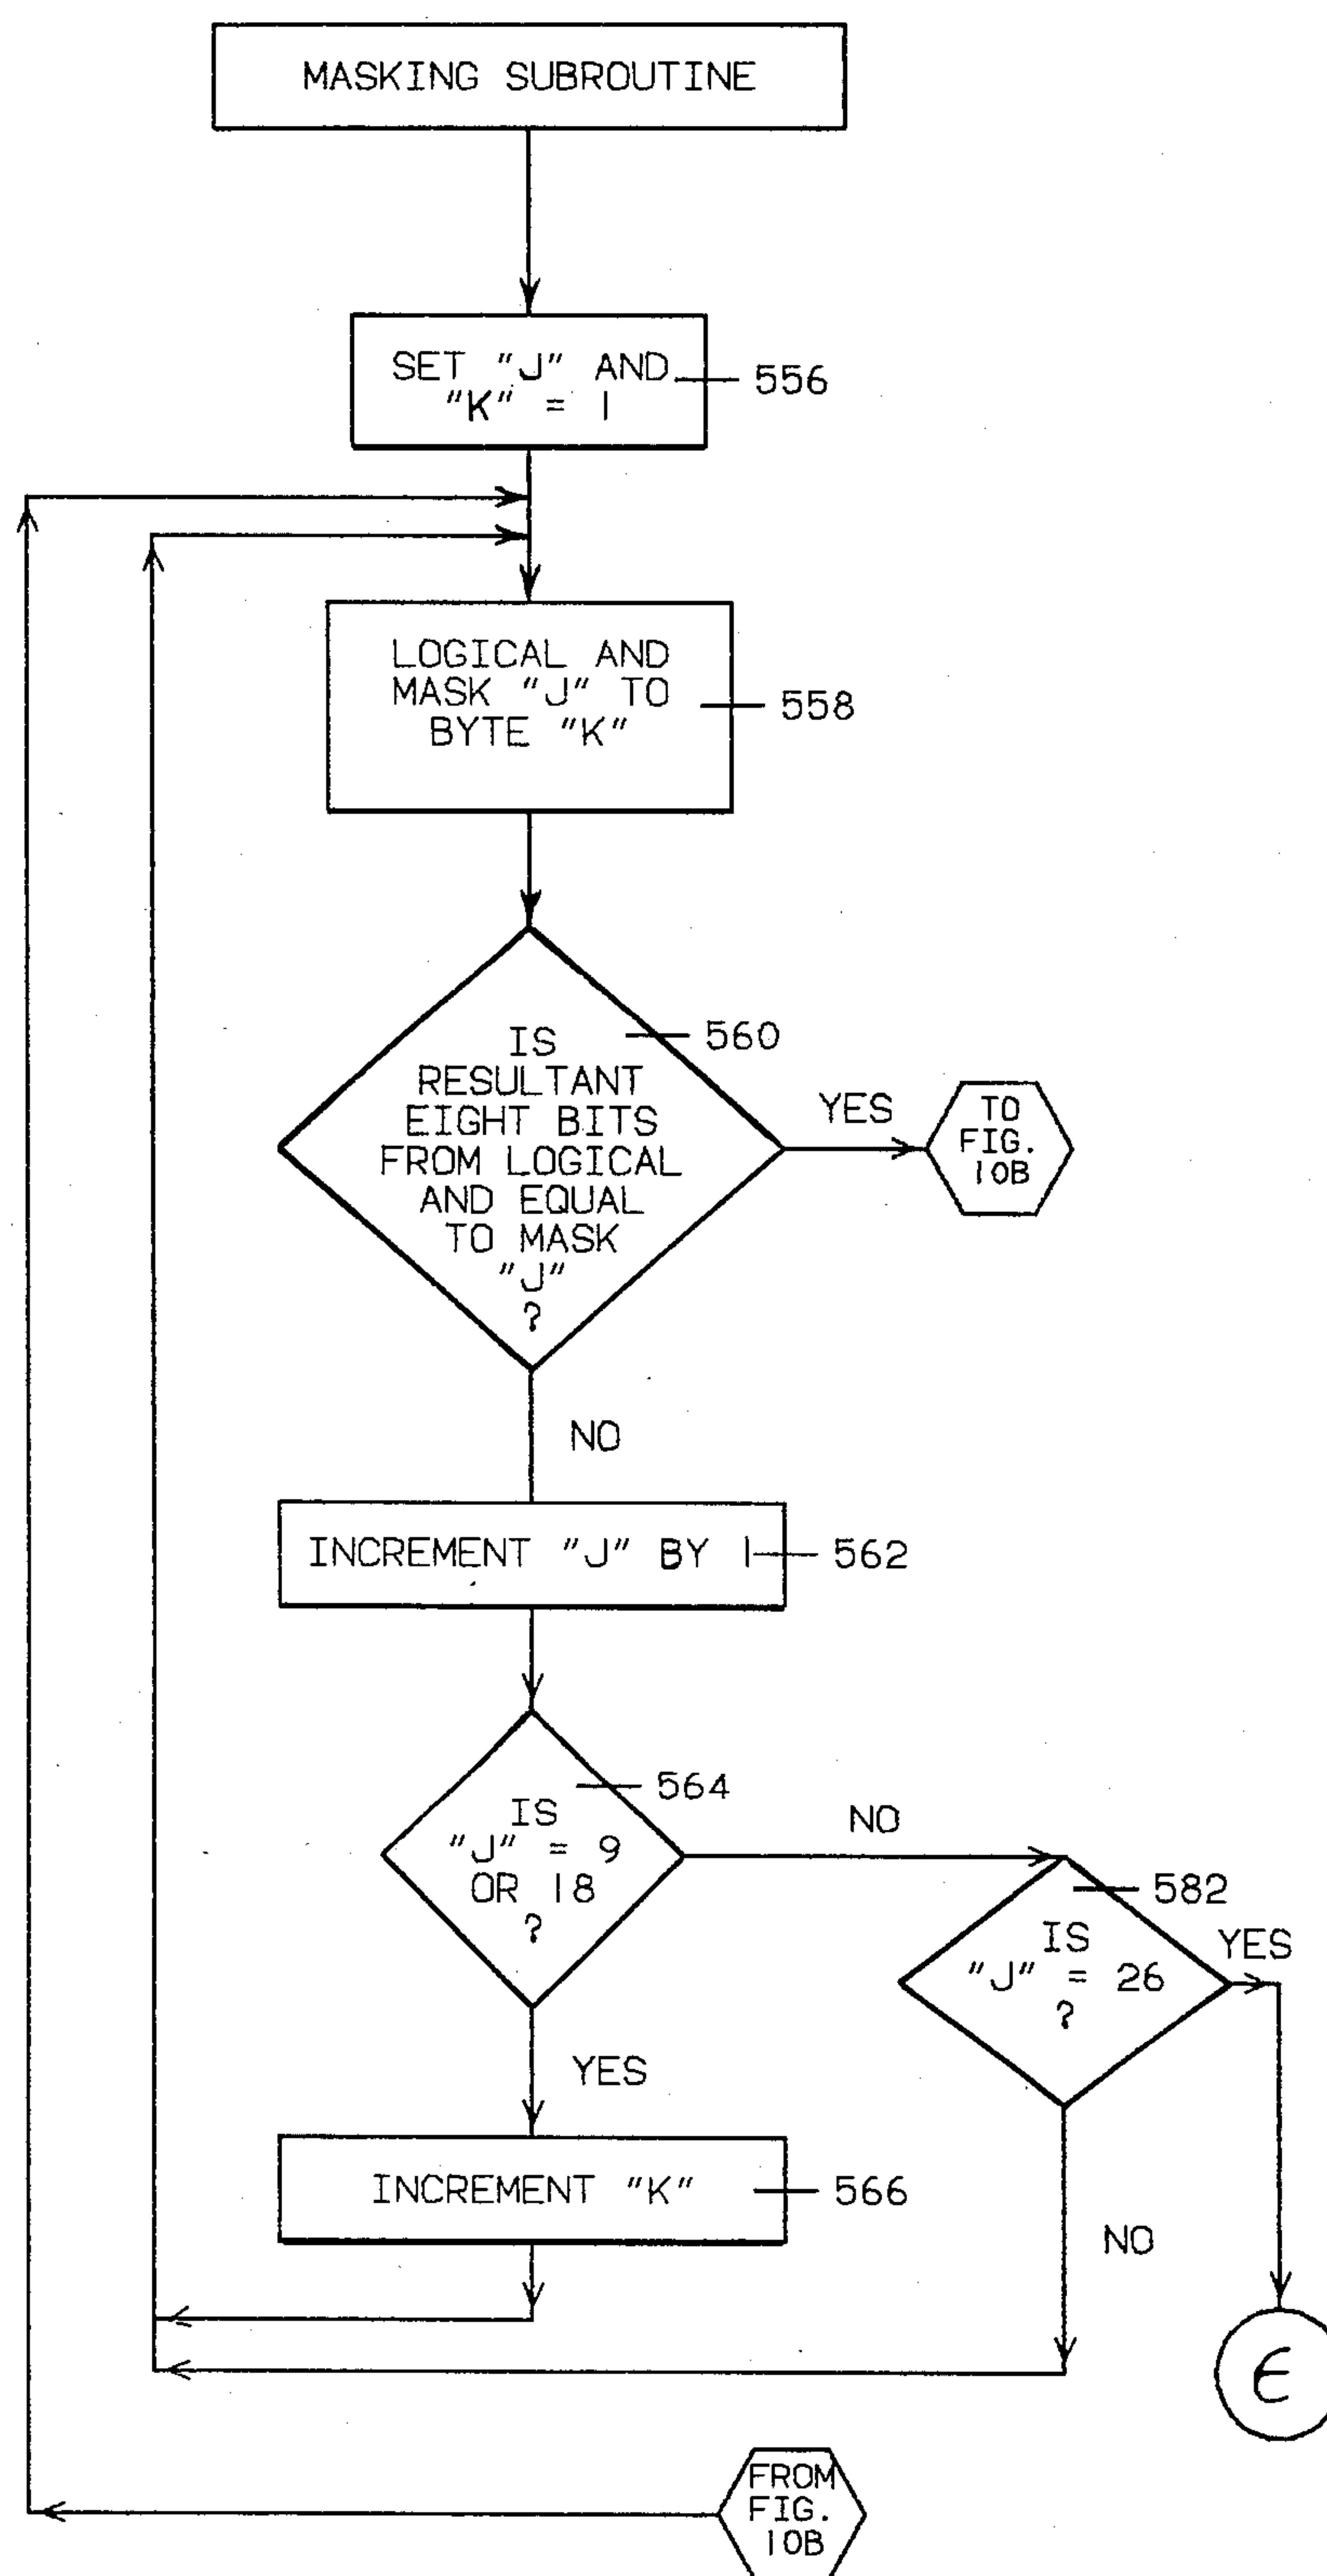 MASKING SUBROUTINE
SET "J" AND
"K" = 1
556
LOGICAL AND
MASK "J" TO
BYTE "K"
558
IS
RESULTANT
EIGHT BITS
FROM LOGICAL
AND EQUAL
TO MASK
"J"
?
560
YES
TO
FIG.
10B
NO
INCREMENT "J" BY 1
562
IS
"J" = 9
OR 18
?
564
NO
582
IS
"J" = 26
?
YES
YES
INCREMENT "K"
566
NO
E
FROM
FIG.
10B